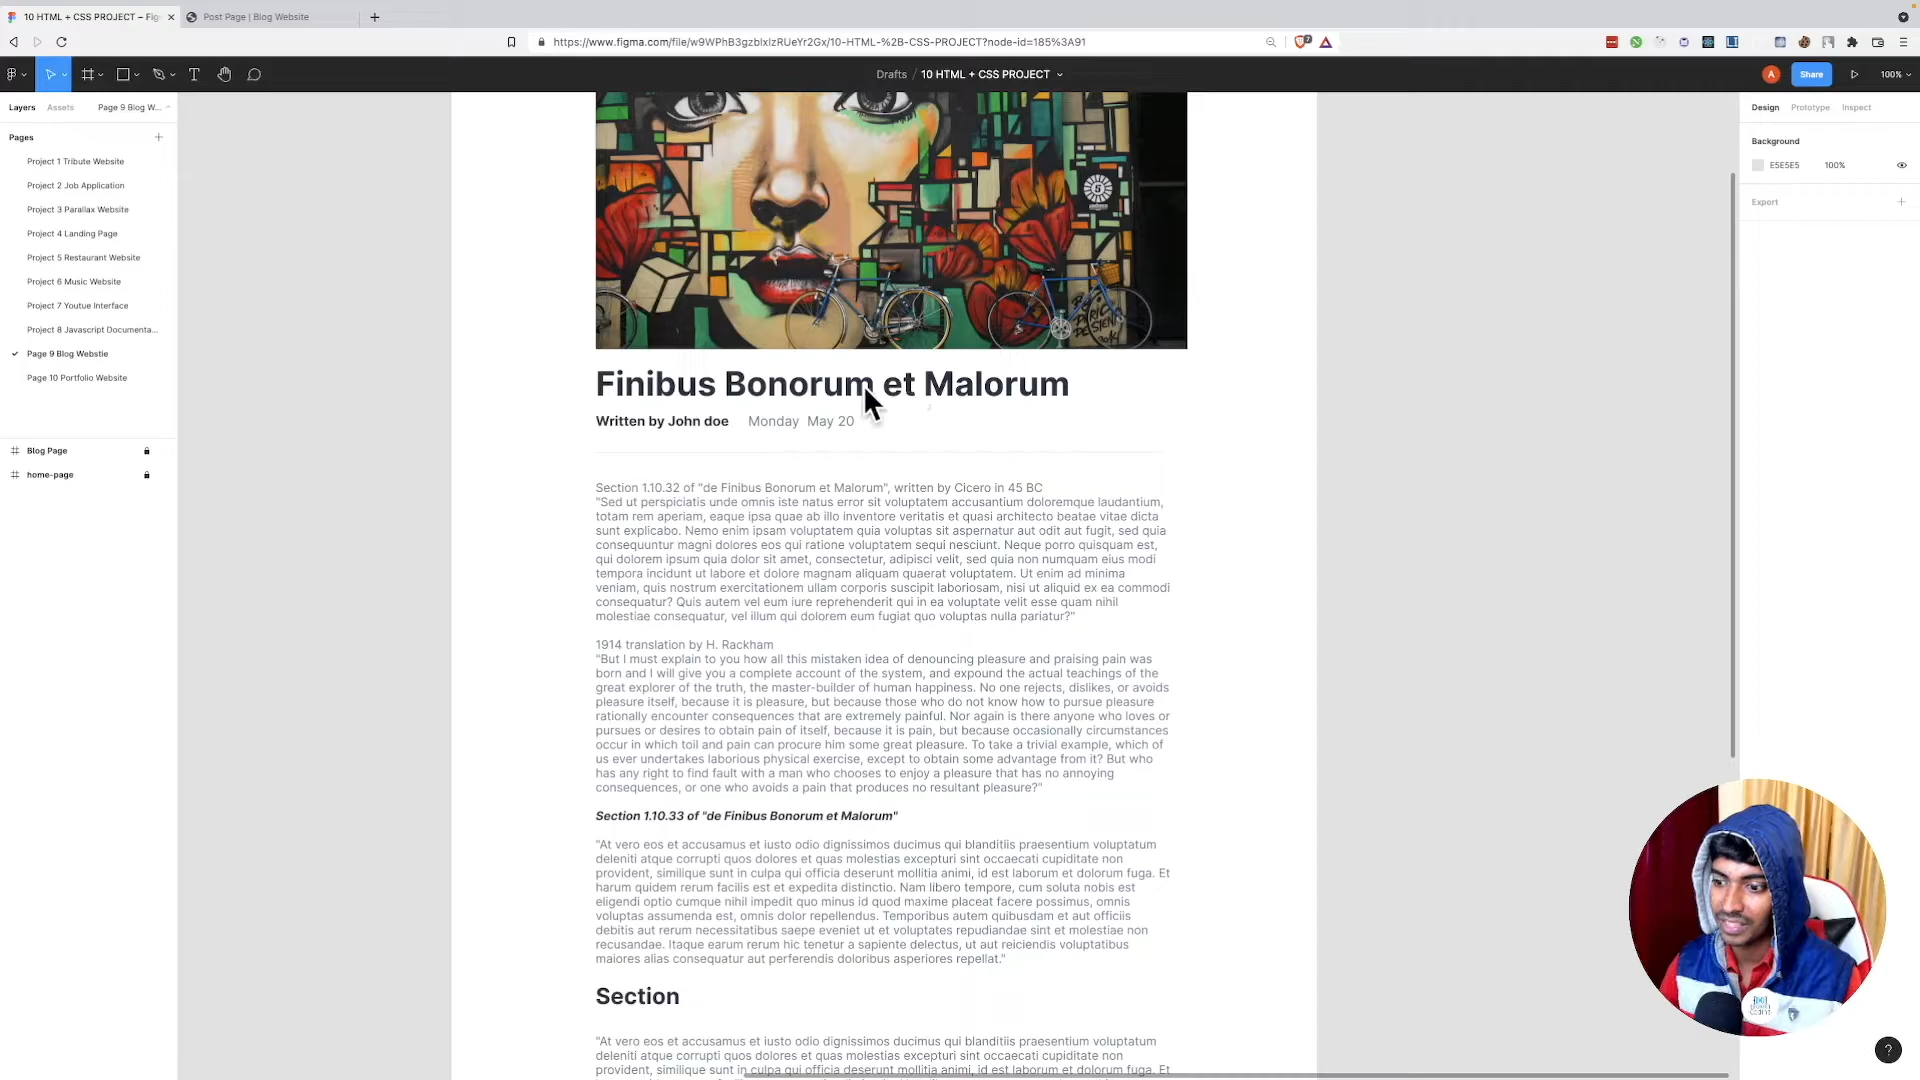 10 HTML + CSS PROJECT – Fig
Post Page | Blog Website
https://www.figma.com/file/w9WPhB3gzblxlzRUeYr2Gx/10-HTML-%2B-CSS-PROJECT?node-id=185%3A91
Drafts / 10 HTML + CSS PROJECT
A
Share
100%
Layers
Assets
Page 9 Blog W...
Design
Prototype
Inspect
Pages
Project 1 Tribute Website
Project 2 Job Application
Project 3 Parallax Website
Project 4 Landing Page
Project 5 Restaurant Website
Project 6 Music Website
Project 7 Youtue Interface
Project 8 Javascript Documenta...
Page 9 Blog Webstie
Page 10 Portfolio Website
Blog Page
home-page
Background
E5E5E5
100%
Export
Finibus Bonorum et Malorum
Written by John doe Monday May 20
Section 1.10.32 of "de Finibus Bonorum et Malorum", written by Cicero in 45 BC
"Sed ut perspiciatis unde omnis iste natus error sit voluptatem accusantium doloremque laudantium,
totam rem aperiam, eaque ipsa quae ab illo inventore veritatis et quasi architecto beatae vitae dicta
sunt explicabo. Nemo enim ipsam voluptatem quia voluptas sit aspernatur aut odit aut fugit, sed quia
consequuntur magni dolores eos qui ratione voluptatem sequi nesciunt. Neque porro quisquam est,
qui dolorem ipsum quia dolor sit amet, consectetur, adipisci velit, sed quia non numquam eius modi
tempora incidunt ut labore et dolore magnam aliquam quaerat voluptatem. Ut enim ad minima
veniam, quis nostrum exercitationem ullam corporis suscipit laboriosam, nisi ut aliquid ex ea commodi
consequatur? Quis autem vel eum iure reprehenderit qui in ea voluptate velit esse quam nihil
molestiae consequatur, vel illum qui dolorem eum fugiat quo voluptas nulla pariatur?"
1914 translation by H. Rackham
"But I must explain to you how all this mistaken idea of denouncing pleasure and praising pain was
born and I will give you a complete account of the system, and expound the actual teachings of the
great explorer of the truth, the master-builder of human happiness. No one rejects, dislikes, or avoids
pleasure itself, because it is pleasure, but because those who do not know how to pursue pleasure
rationally encounter consequences that are extremely painful. Nor again is there anyone who loves or
pursues or desires to obtain pain of itself, because it is pain, but because occasionally circumstances
occur in which toil and pain can procure him some great pleasure. To take a trivial example, which of
us ever undertakes laborious physical exercise, except to obtain some advantage from it? But who
has any right to find fault with a man who chooses to enjoy a pleasure that has no annoying
consequences, or one who avoids a pain that produces no resultant pleasure?"
Section 1.10.33 of "de Finibus Bonorum et Malorum"
"At vero eos et accusamus et iusto odio dignissimos ducimus qui blanditiis praesentium voluptatum
deleniti atque corrupti quos dolores et quas molestias excepturi sint occaecati cupiditate non
provident, similique sunt in culpa qui officia deserunt mollitia animi, id est laborum et dolorum fuga. Et
harum quidem rerum facilis est et expedita distinctio. Nam libero tempore, cum soluta nobis est
eligendi optio cumque nihil impedit quo minus id quod maxime placeat facere possimus, omnis
voluptas assumenda est, omnis dolor repellendus. Temporibus autem quibusdam et aut officiis
debitis aut rerum necessitatibus saepe eveniet ut et voluptates repudiandae sint et molestiae non
recusandae. Itaque earum rerum hic tenetur a sapiente delectus, ut aut reiciendis voluptatibus
maiores alias consequatur aut perferendis doloribus asperiores repellat."
Section
"At vero eos et accusamus et iusto odio dignissimos ducimus qui blanditiis praesentium voluptatum
deleniti atque corrupti quos dolores et quas molestias excepturi sint occaecati cupiditate non
provident, similique sunt in culpa qui officia deserunt mollitia animi, id est laborum et dolorum fuga. Et
?